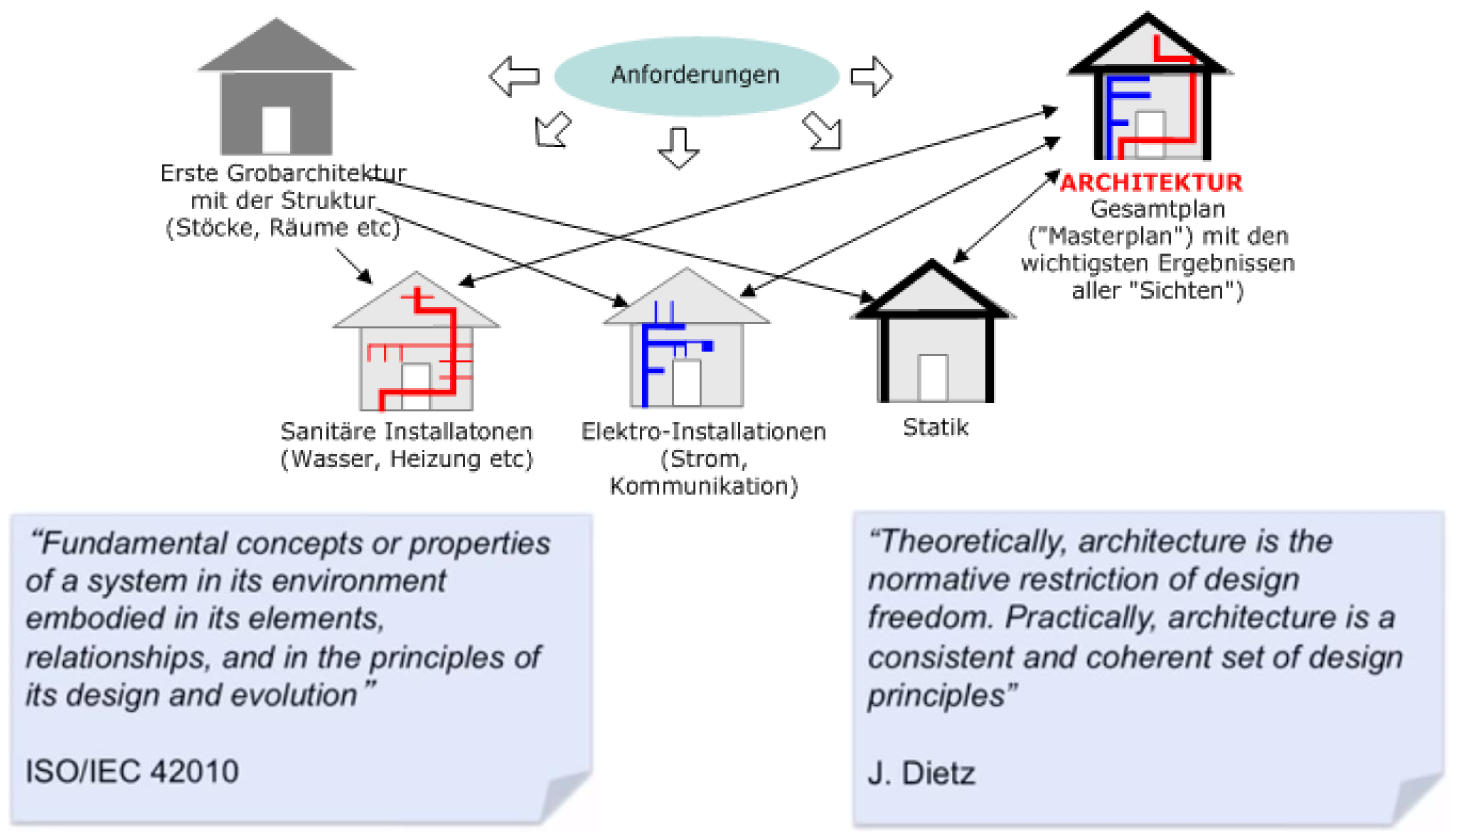 Anforderungen
Erste Grobarchitektur
mit der Struktur
(Stöcke, Räume etc)
ARCHITEKTUR
Gesamtplan
("Masterplan") mit den
wichtigsten Ergebnissen
aller "Sichten")
Sanitäre Installatonen
(Wasser, Heizung etc)
Elektro-Installationen
(Strom,
Kommunikation)
Statik
“Fundamental concepts or properties
of a system in its environment
embodied in its elements,
relationships, and in the principles of
its design and evolution”
ISO/IEC 42010
“Theoretically, architecture is the
normative restriction of design
freedom. Practically, architecture is a
consistent and coherent set of design
principles”
J. Dietz